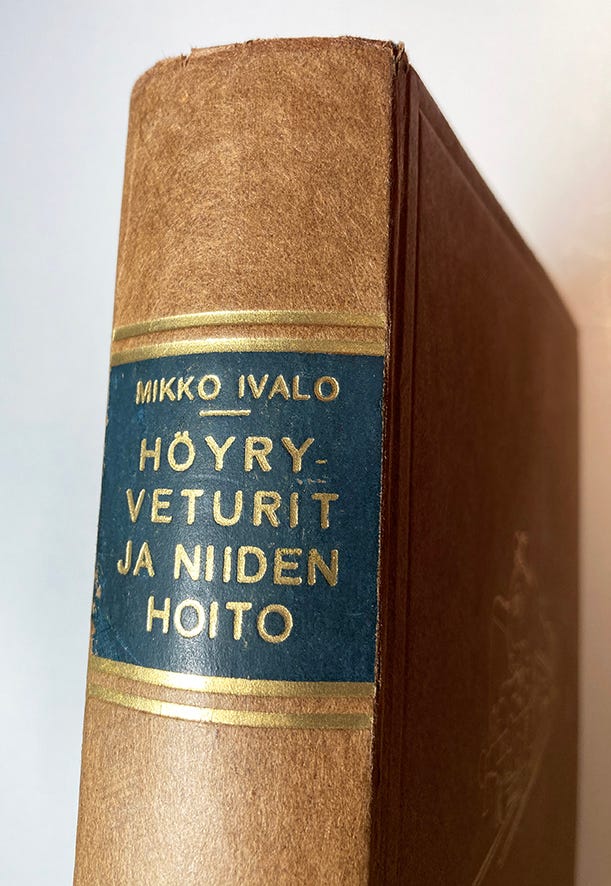 MIKKO IVALO
HÖYRY-
VETURIT
JA NIIDEN
HOITO